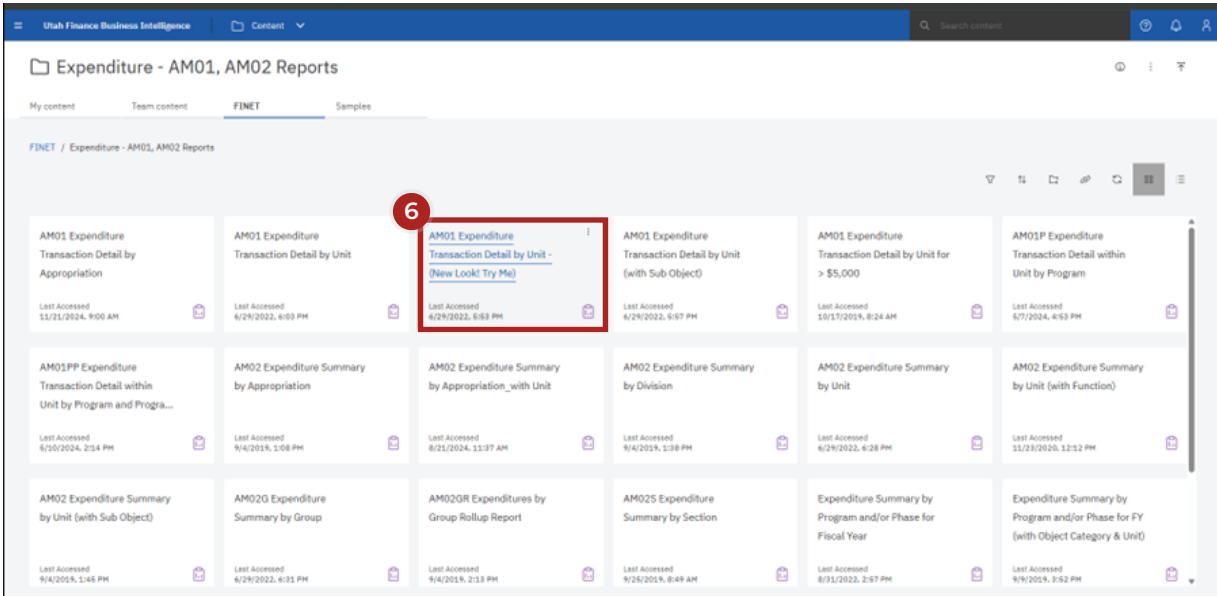 Utah Finance Business Intelligence
Content
Search content
Expenditure - AM01, AM02 Reports
My content
Team content
FINET
Samples
FINET / Expenditure - AM01, AM02 Reports
6
AM01 Expenditure
Transaction Detail by
Appropriation
Last Accessed
11/21/2024, 9:00 AM
AM01 Expenditure
Transaction Detail by Unit
Last Accessed
6/29/2022, 6:03 PM
AM01 Expenditure
Transaction Detail by Unit -
(New Look! Try Me)
Last Accessed
6/29/2022, 5:53 PM
AM01 Expenditure
Transaction Detail by Unit
(with Sub Object)
Last Accessed
6/29/2022, 5:57 PM
AM01 Expenditure
Transaction Detail by Unit for
> $5,000
Last Accessed
10/17/2019, 8:24 AM
AM01P Expenditure
Transaction Detail within
Unit by Program
Last Accessed
5/7/2024, 4:53 PM
AM01PP Expenditure
Transaction Detail within
Unit by Program and Progra...
Last Accessed
6/10/2024, 2:14 PM
AM02 Expenditure Summary
by Appropriation
Last Accessed
9/4/2019, 1:08 PM
AM02 Expenditure Summary
by Appropriation_with Unit
Last Accessed
8/21/2024, 11:37 AM
AM02 Expenditure Summary
by Division
Last Accessed
9/4/2019, 1:38 PM
AM02 Expenditure Summary
by Unit
Last Accessed
6/29/2022, 6:28 PM
AM02 Expenditure Summary
by Unit (with Function)
Last Accessed
11/23/2020, 12:12 PM
AM02 Expenditure Summary
by Unit (with Sub Object)
Last Accessed
9/4/2019, 1:45 PM
AM02G Expenditure
Summary by Group
Last Accessed
6/29/2022, 6:31 PM
AM02GR Expenditures by
Group Rollup Report
Last Accessed
9/4/2019, 2:13 PM
AM02S Expenditure
Summary by Section
Last Accessed
9/25/2019, 8:49 AM
Expenditure Summary by
Program and/or Phase for
Fiscal Year
Last Accessed
8/31/2022, 2:57 PM
Expenditure Summary by
Program and/or Phase for FY
(with Object Category & Unit)
Last Accessed
9/9/2019, 3:52 PM